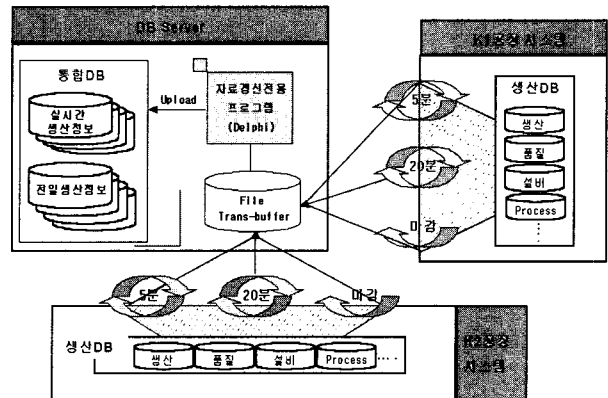 DB Server
통합DB
실시간
생산정보
전일생산정보
Upload
자료갱신전용
프로그램
(Delphi)
File
Trans-buffer
K1공장 시스템
생산DB
생산
품질
설비
Process
5분
20분
마감
5분
20분
마감
생산DB
생산
품질
설비
Process
K2공장
시스템